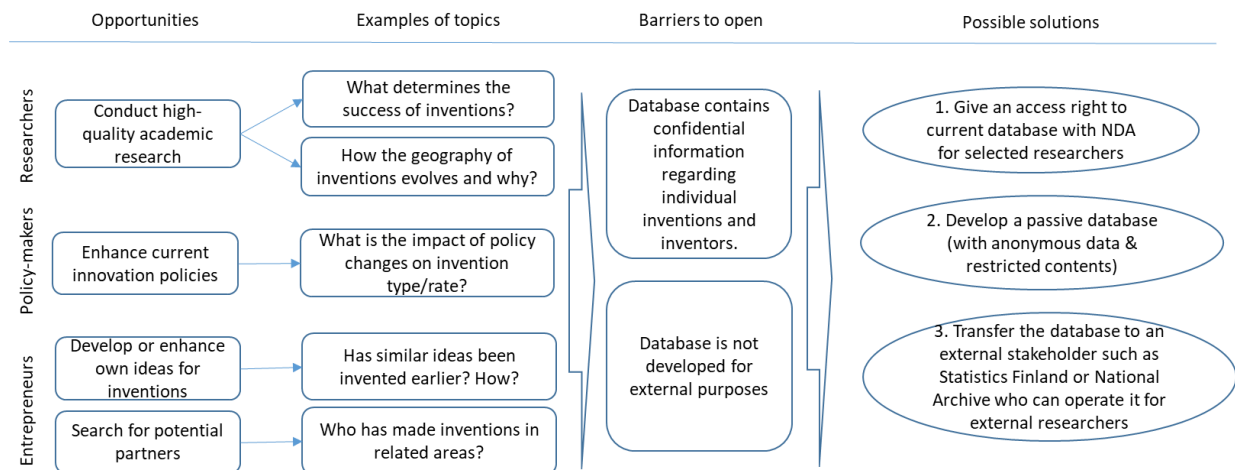 Opportunities
Examples of topics
Barriers to open
Possible solutions
Researchers
Conduct high-
quality academic
research
What determines the
success of inventions?
How the geography of
inventions evolves and why?
Policy-makers
Enhance current
innovation policies
What is the impact of policy
changes on invention
type/rate?
Entrepreneurs
Develop or enhance
own ideas for
inventions
Has similar ideas been
invented earlier? How?
Search for potential
partners
Who has made inventions in
related areas?
Database contains
confidential
information
regarding
individual
inventions and
inventors.
Database is not
developed for
external purposes
1. Give an access right to
current database with NDA
for selected researchers
2. Develop a passive database
(with anonymous data &
restricted contents)
3. Transfer the database to an
external stakeholder such as
Statistics Finland or National
Archive who can operate it for
external researchers